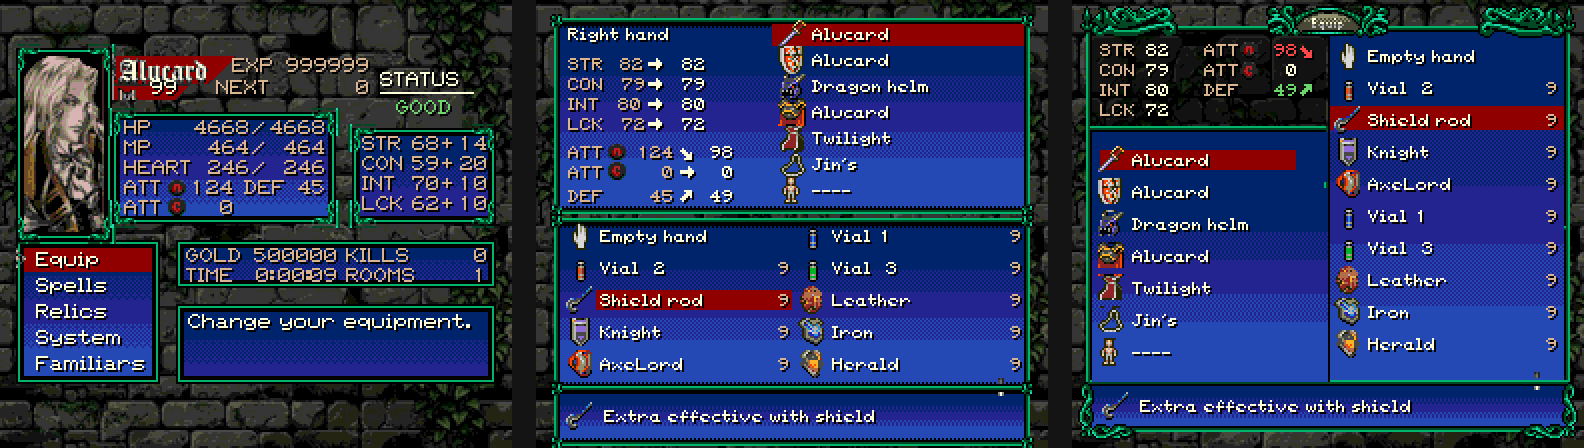 Alucard
lvl 99
EXP 999999
NEXT 0
STATUS
GOOD
HP 4668/4668
MP 464/ 464
HEART 246/ 246
ATT n 124 DEF 45
ATT c 0
STR 68+14
CON 59+20
INT 70+10
LCK 62+10
Equip
Spells
Relics
System
Familiars
GOLD 500000 KILLS 0
TIME 0:00:09 ROOMS 1
Change your equipment.
Right hand
STR 82→ 82
CON 79→ 79
INT 80→ 80
LCK 72→ 72
ATT n 124↘ 98
ATT c 0→ 0
DEF 45↗ 49
Alucard
Alucard
Dragon helm
Alucard
Twilight
Jin's
----
Empty hand
Vial 1 9
Vial 2 9
Vial 3 9
Shield rod 9
Leather 9
Knight 9
Iron 9
AxeLord 9
Herald 9
Extra effective with shield
Equip
STR 82
CON 79
INT 80
LCK 72
ATT n 98↘
ATT c 0
DEF 49↗
Alucard
Alucard
Dragon helm
Alucard
Twilight
Jin's
----
Empty hand
Vial 2 9
Shield rod 9
Knight 9
AxeLord 9
Vial 1 9
Vial 3 9
Leather 9
Iron 9
Herald 9
Extra effective with shield